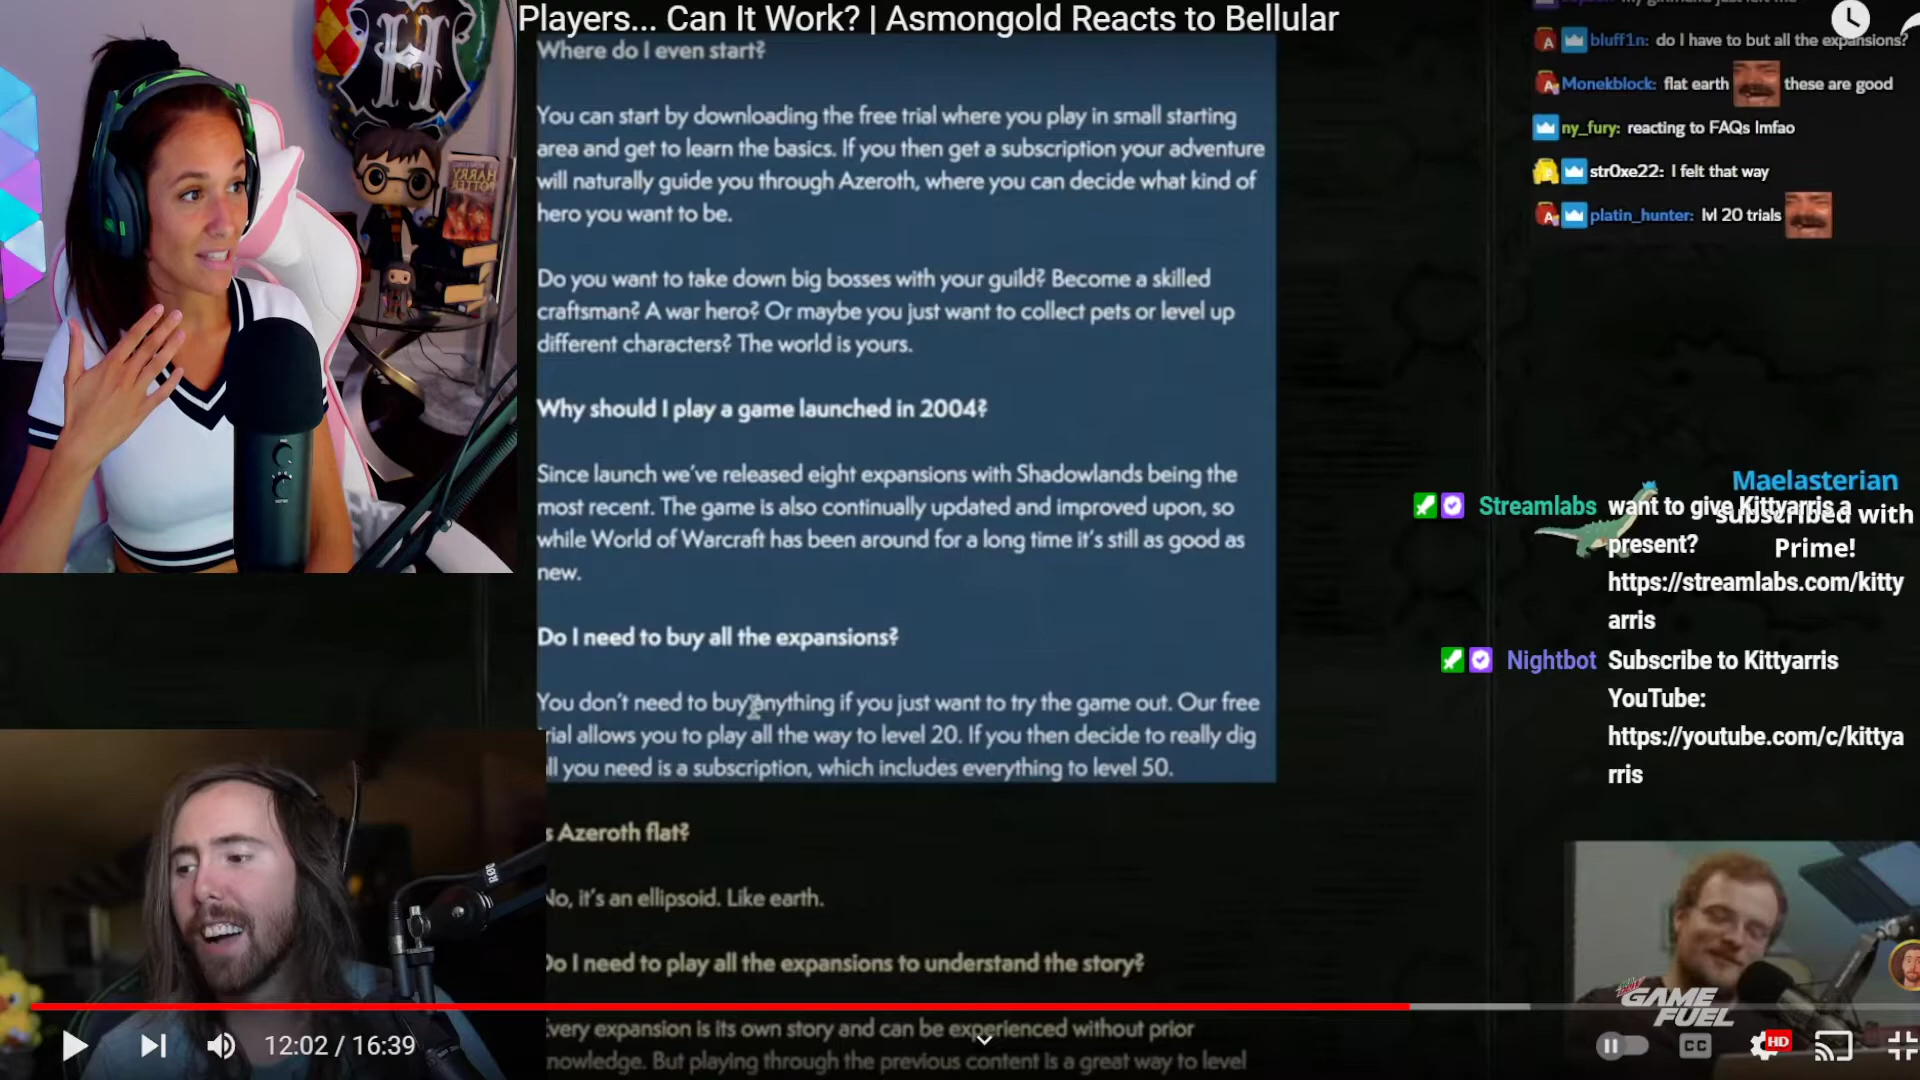 Players... Can It Work? | Asmongold Reacts to Bellular
Where do I even start?
You can start by downloading the free trial where you play in small starting
area and get to learn the basics. If you then get a subscription your adventure
will naturally guide you through Azeroth, where you can decide what kind of
hero you want to be.
Do you want to take down big bosses with your guild? Become a skilled
craftsman? A war hero? Or maybe you just want to collect pets or level up
different characters? The world is yours.
Why should I play a game launched in 2004?
Since launch we've released eight expansions with Shadowlands being the
most recent. The game is also continually updated and improved upon, so
while World of Warcraft has been around for a long time it's still as good as
new.
Do I need to buy all the expansions?
You don't need to buy anything if you just want to try the game out. Our free
rial allows you to play all the way to level 20. If you then decide to really dig
ll you need is a subscription, which includes everything to level 50.
s Azeroth flat?
No, it's an ellipsoid. Like earth.
Do I need to play all the expansions to understand the story?
very expansion is its own story and can be experienced without prior
nowledge. But playing through the previous content is a great way to level
bluff1n: do I have to but all the expansions?
Monekblock: flat earth these are good
ny_fury: reacting to FAQs lmfao
str0xe22: I felt that way
platin_hunter: lvl 20 trials
Maelasterian
subscribed with
Prime!
Streamlabs want to give Kittyarris a
present?
https://streamlabs.com/kitty
arris
Nightbot Subscribe to Kittyarris
YouTube:
https://youtube.com/c/kittya
rris
H
HARRY
POTTER
RØDE
GAME
FUEL
12:02 / 16:39
CC
HD